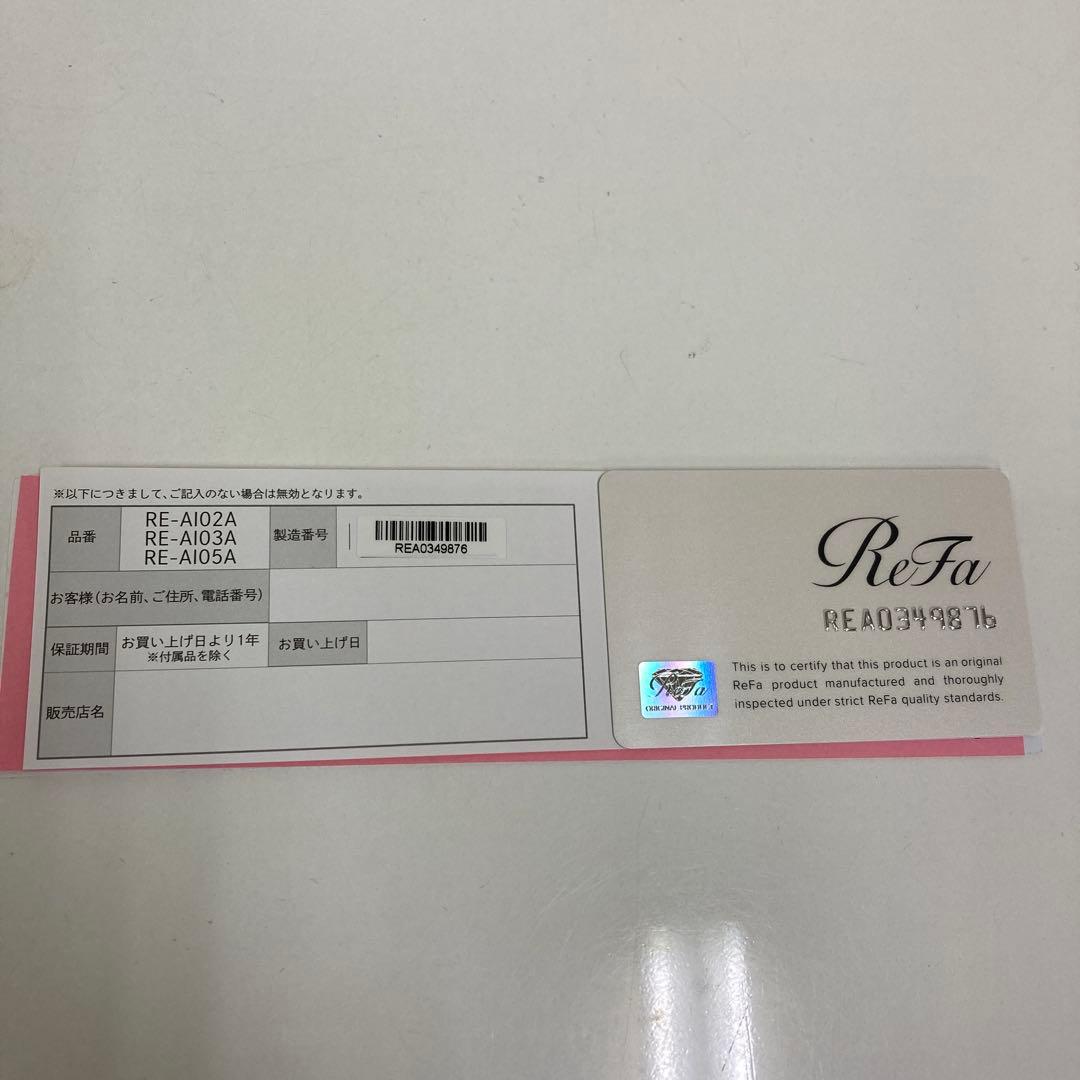 ※以下につきまして、ご記入のない場合は無効となります。
品番
RE-AI02A
RE-AI03A
RE-AI05A
製造番号
REA0349876
お客様(お名前、ご住所、電話番号)
保証期間
お買い上げ日より1年
※付属品を除く
お買い上げ日
販売店名
ReFa
REA0349876
ReFa
ORIGINAL PRODUCT
This is to certify that this product is an original
ReFa product manufactured and thoroughly
inspected under strict ReFa quality standards.